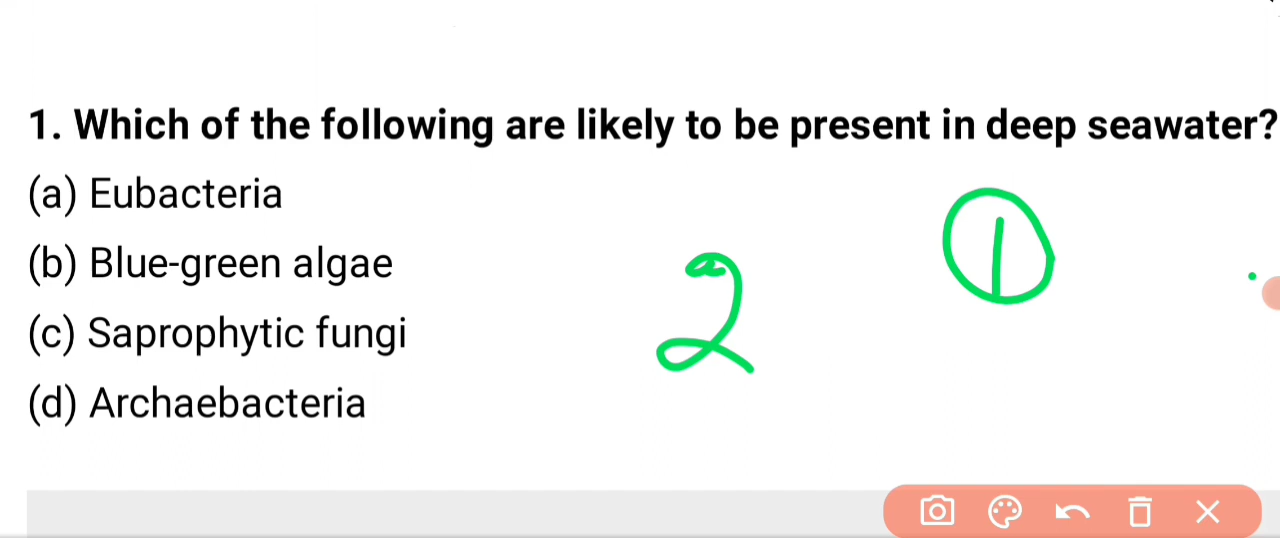 1. Which of the following are likely to be present in deep seawater?
(a) Eubacteria
(b) Blue-green algae
(c) Saprophytic fungi
(d) Archaebacteria
2
1